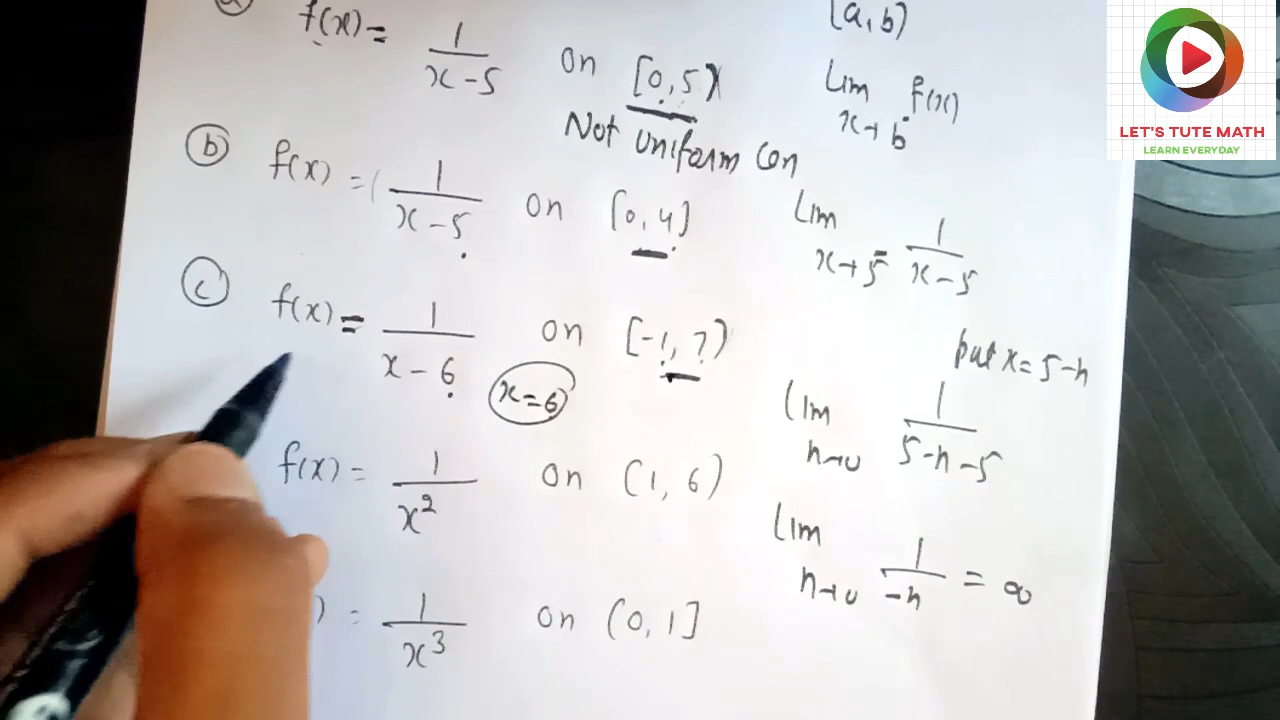 (a)
f(x) = 1/(x-5) on [0,5)
Not Uniform Con
(b) f(x) = 1/(x-5) on [0,4]
(c) f(x) = 1/(x-6) on [-1,7)
x=6
f(x) = 1/x² on (1,6)
) = 1/x³ on (0,1]
[a,b)
Lim x→b⁻ f(x)
Lim x→5⁻ 1/(x-5)
put x=5-h
Lim h→0 1/(5-h-5)
Lim h→0 1/-h = ∞
LET'S TUTE MATH
LEARN EVERYDAY